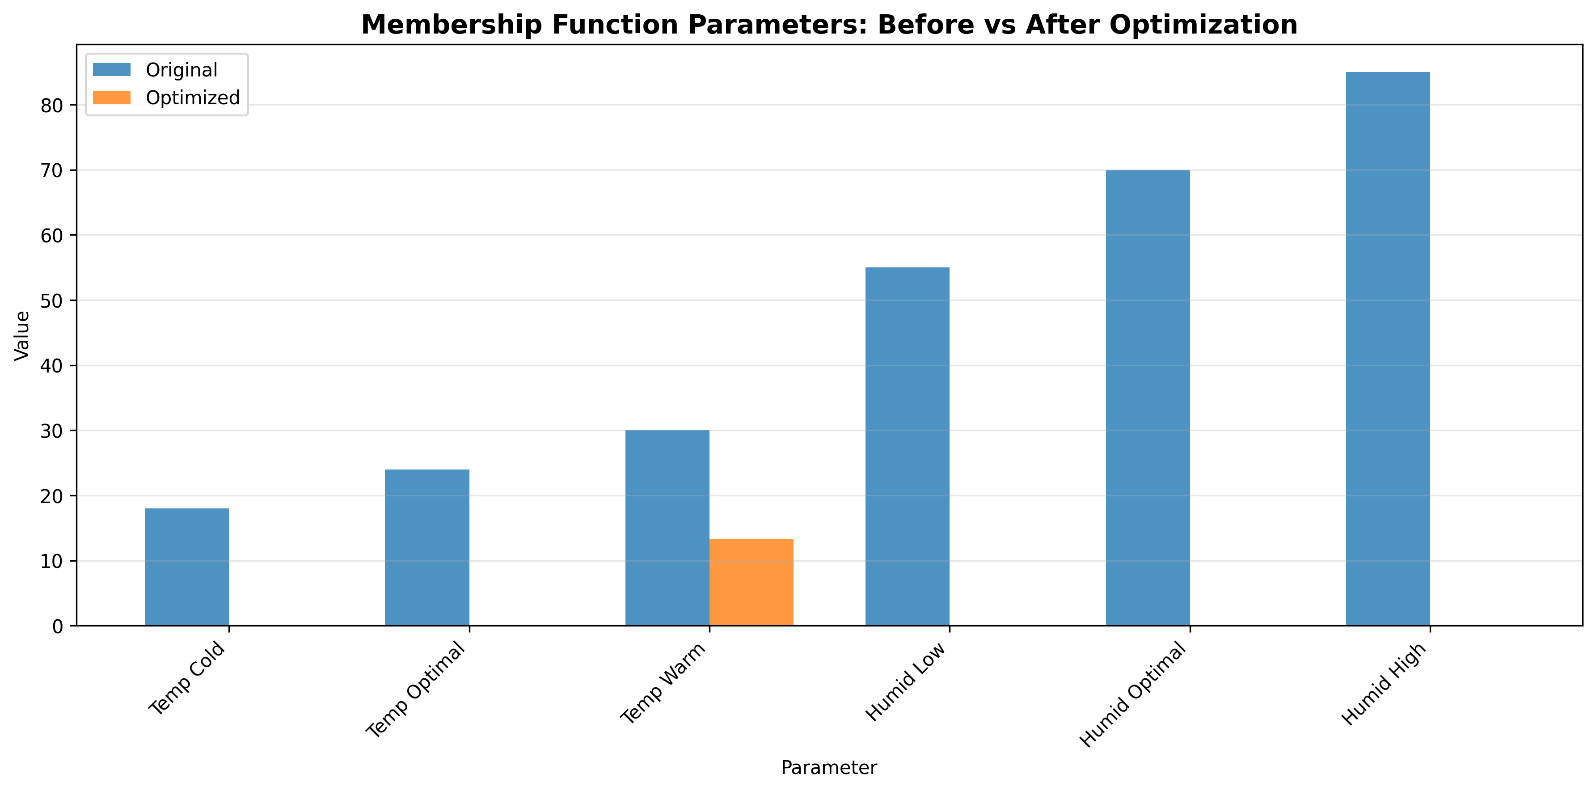 Membership Function Parameters: Before vs After Optimization
Original
Optimized
80
70
60
50
40
30
20
10
0
Value
Temp Cold
Temp Optimal
Temp Warm
Humid Low
Humid Optimal
Humid High
Parameter